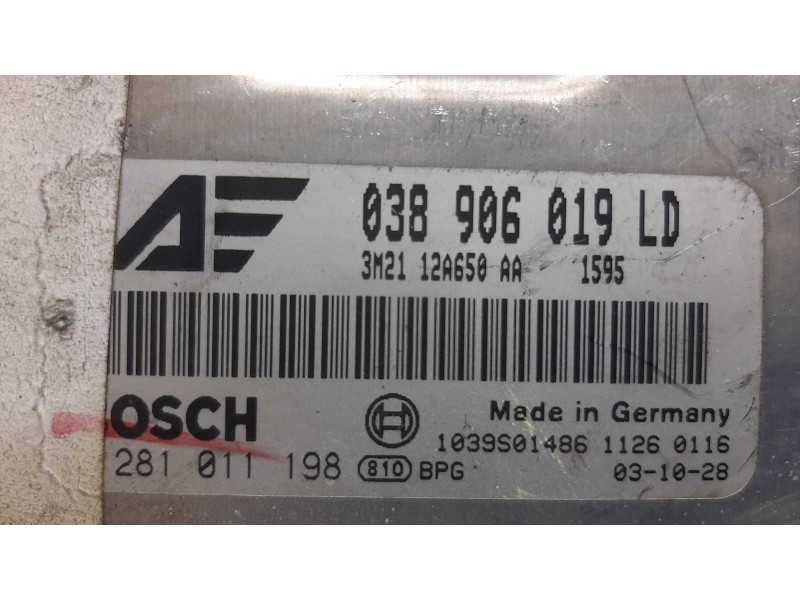 AF
038 906 019 LD
3M21 12A650 AA 1595
OSCH
Made in Germany
1039S01486 1126 0116
281 011 198 810 BPG 03-10-28